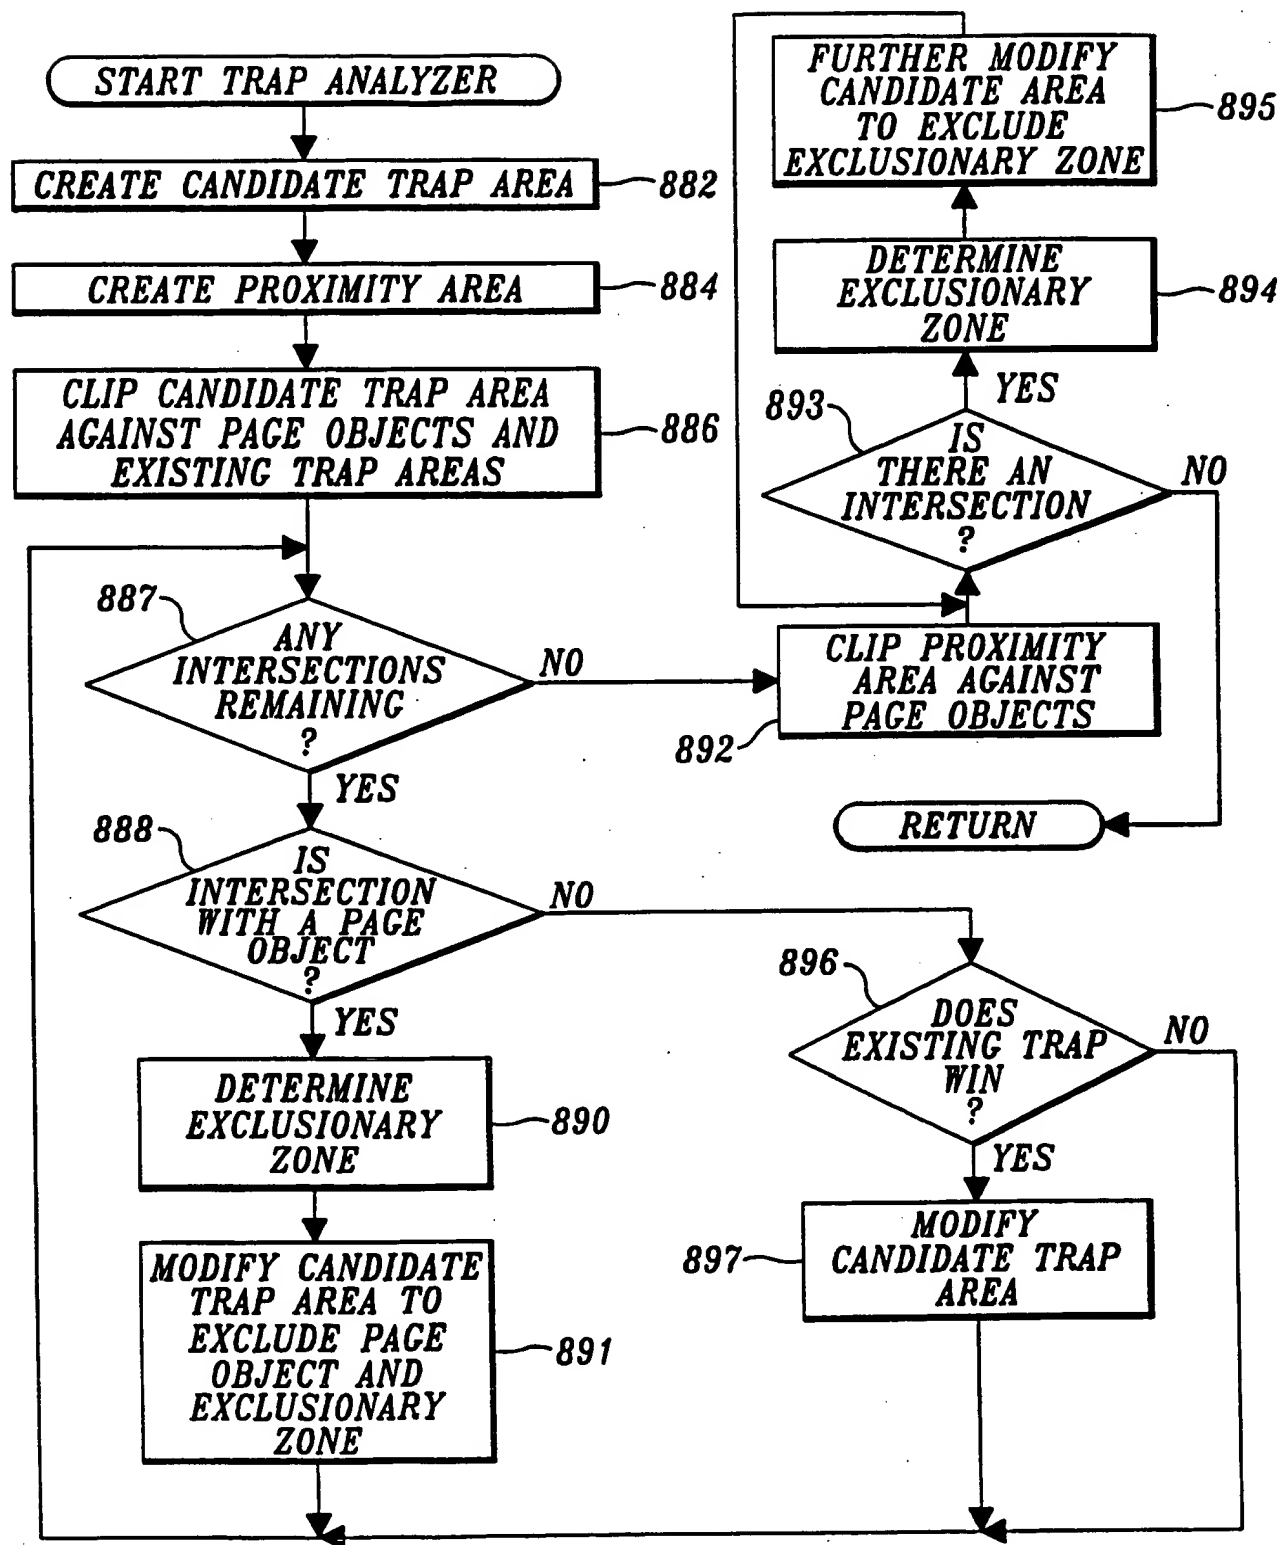 START TRAP ANALYZER
CREATE CANDIDATE TRAP AREA
882
CREATE PROXIMITY AREA
884
CLIP CANDIDATE TRAP AREA
AGAINST PAGE OBJECTS AND
EXISTING TRAP AREAS
886
887
ANY
INTERSECTIONS
REMAINING
?
NO
YES
888
IS
INTERSECTION
WITH A PAGE
OBJECT
?
NO
YES
DETERMINE
EXCLUSIONARY
ZONE
890
MODIFY CANDIDATE
TRAP AREA TO
EXCLUDE PAGE
OBJECT AND
EXCLUSIONARY
ZONE
891
FURTHER MODIFY
CANDIDATE AREA
TO EXCLUDE
EXCLUSIONARY ZONE
895
DETERMINE
EXCLUSIONARY
ZONE
894
YES
893
IS
THERE AN
INTERSECTION
?
NO
CLIP PROXIMITY
AREA AGAINST
PAGE OBJECTS
892
RETURN
896
DOES
EXISTING TRAP
WIN
?
NO
YES
MODIFY
CANDIDATE TRAP
AREA
897